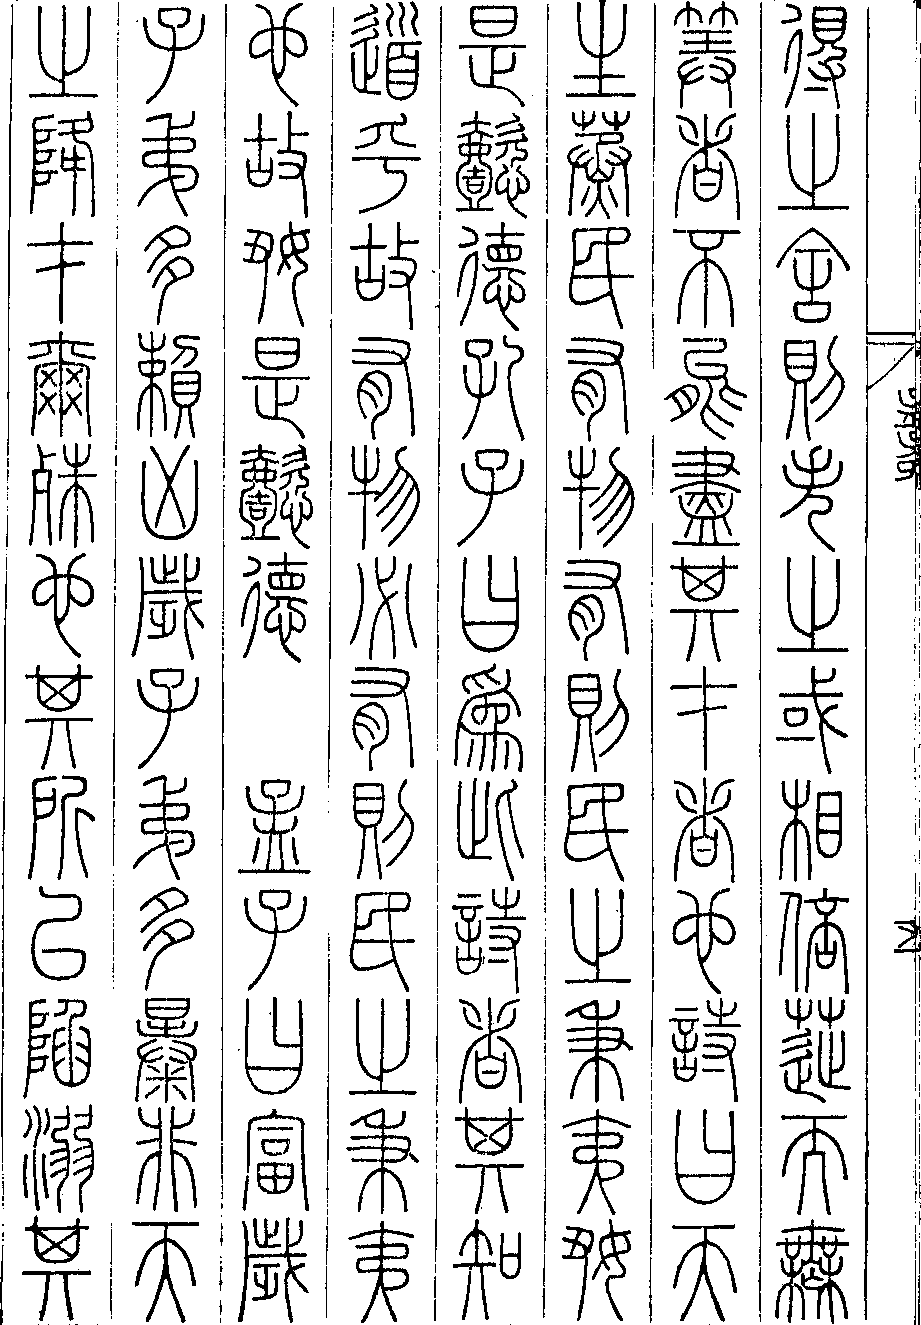 得之舍則失之或相倍蓰而無
算者不能盡其才者也詩曰天
生蒸民有物有則民之秉夷好
是懿德孔子曰為此詩者其知
道乎故有物必有則民之秉夷
也故好是懿德　孟子曰富歲
子弟多賴凶歲子弟多暴非天
之降才爾殊也其所以陷溺其